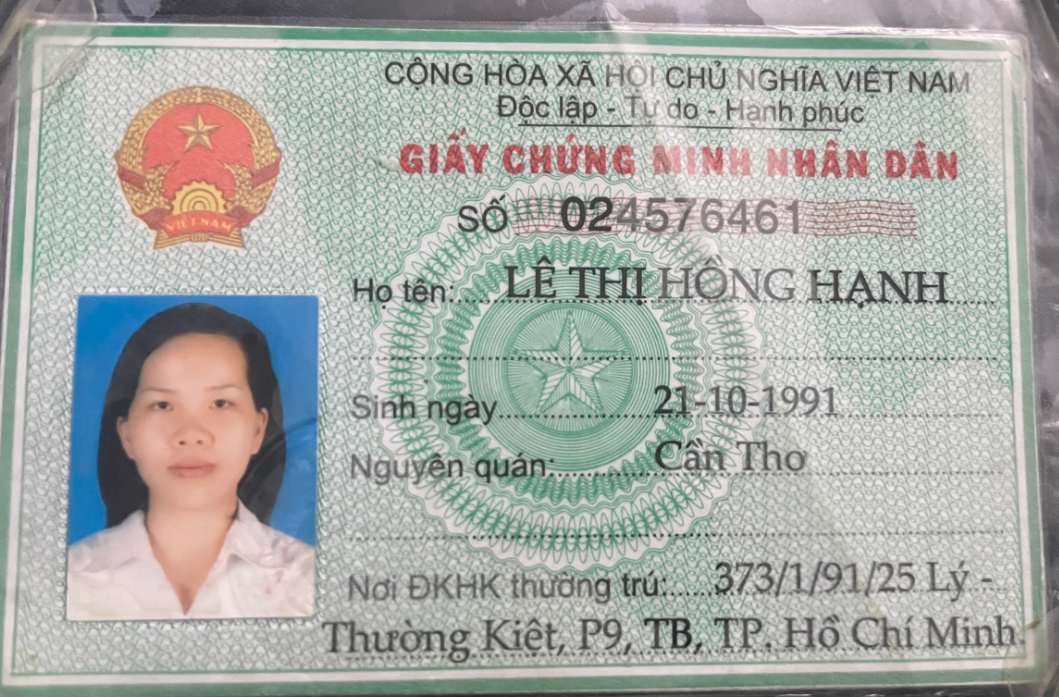 CỘNG HÒA XÃ HỘI CHỦ NGHĨA VIỆT NAM
Độc lập - Tự do - Hạnh phúc
GIẤY CHỨNG MINH NHÂN DÂN
VIỆT NAM
SỐ 024576461
Họ tên: LÊ THỊ HỒNG HẠNH
Sinh ngày 21-10-1991
Nguyên quán: Cần Thơ
Nơi ĐKHK thường trú: 373/1/91/25 Lý -
Thường Kiệt, P9, TB, TP. Hồ Chí Minh